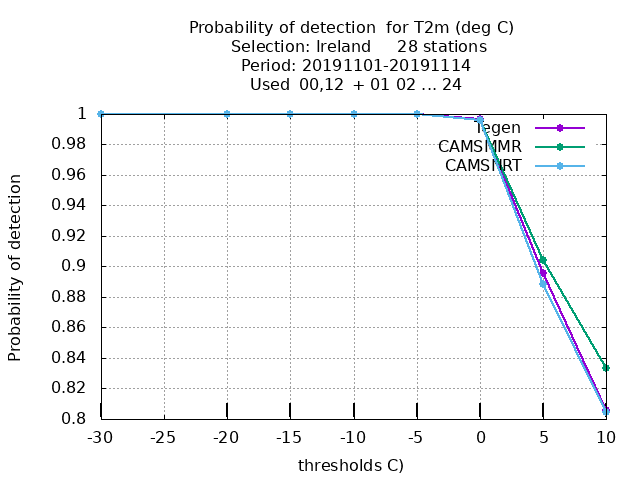 Probability of detection  for T2m (deg C)
Selection: Ireland     28 stations
Period: 20191101-20191114
Used  00,12  + 01 02 ... 24
Probability of detection
1
0.98
0.96
0.94
0.92
0.9
0.88
0.86
0.84
0.82
0.8
Tegen
CAMSMMR
CAMSNRT
-30
-25
-20
-15
-10
-5
0
5
10
thresholds C)